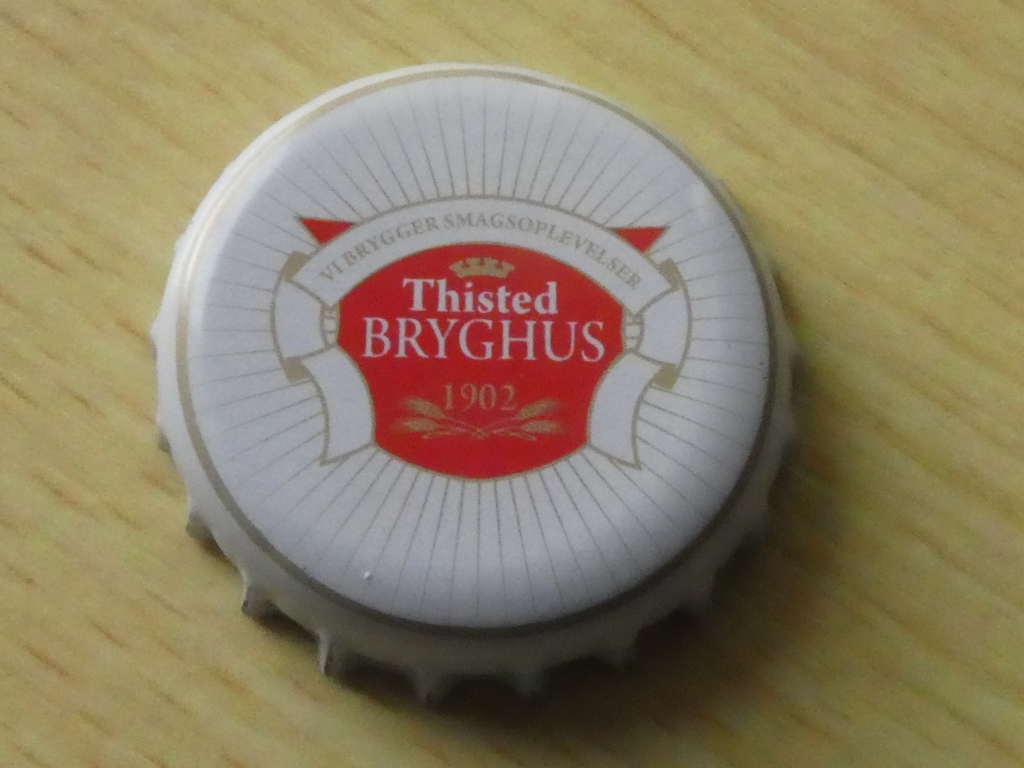 VI BRYGGER SMAGSOPLEVELSER
Thisted
BRYGHUS
1902